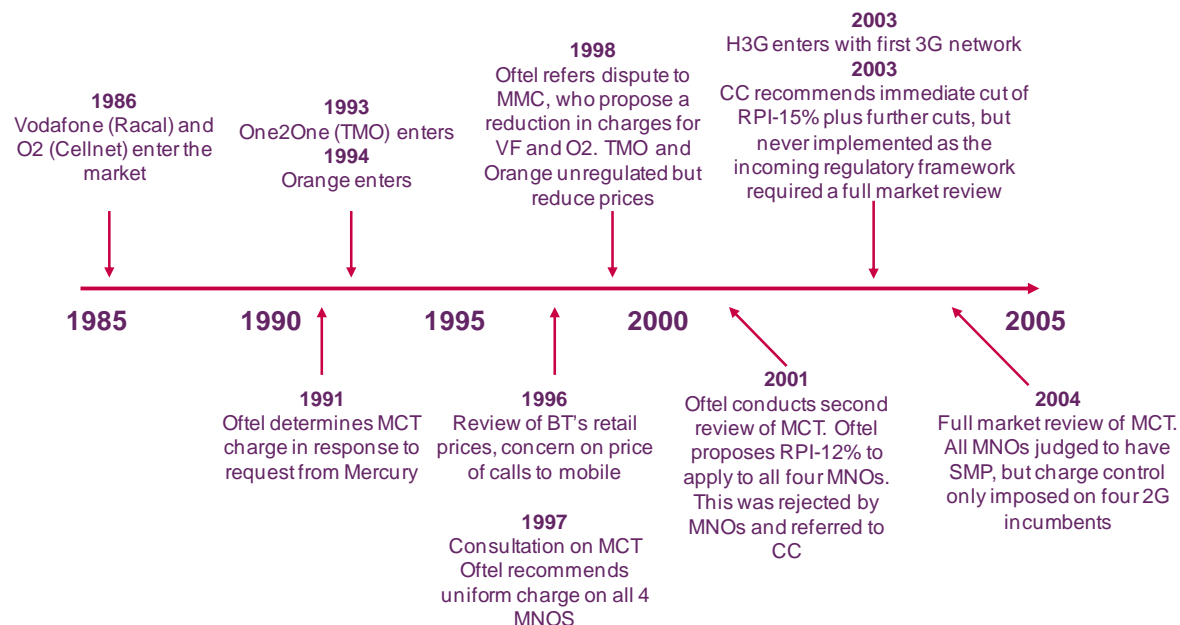 1986
Vodafone (Racal) and
O2 (Cellnet) enter the
market
1993
One2One (TMO) enters
1994
Orange enters
1998
Oftel refers dispute to
MMC, who propose a
reduction in charges for
VF and O2. TMO and
Orange unregulated but
reduce prices
2003
H3G enters with first 3G network
2003
CC recommends immediate cut of
RPI-15% plus further cuts, but
never implemented as the
incoming regulatory framework
required a full market review
1985
1990
1995
2000
2005
1991
Oftel determines MCT
charge in response to
request from Mercury
1996
Review of BT's retail
prices, concern on price
of calls to mobile
1997
Consultation on MCT
Oftel recommends
uniform charge on all 4
MNOS
2001
Oftel conducts second
review of MCT. Oftel
proposes RPI-12% to
apply to all four MNOs.
This was rejected by
MNOs and referred to
CC
2004
Full market review of MCT.
All MNOs judged to have
SMP, but charge control
only imposed on four 2G
incumbents